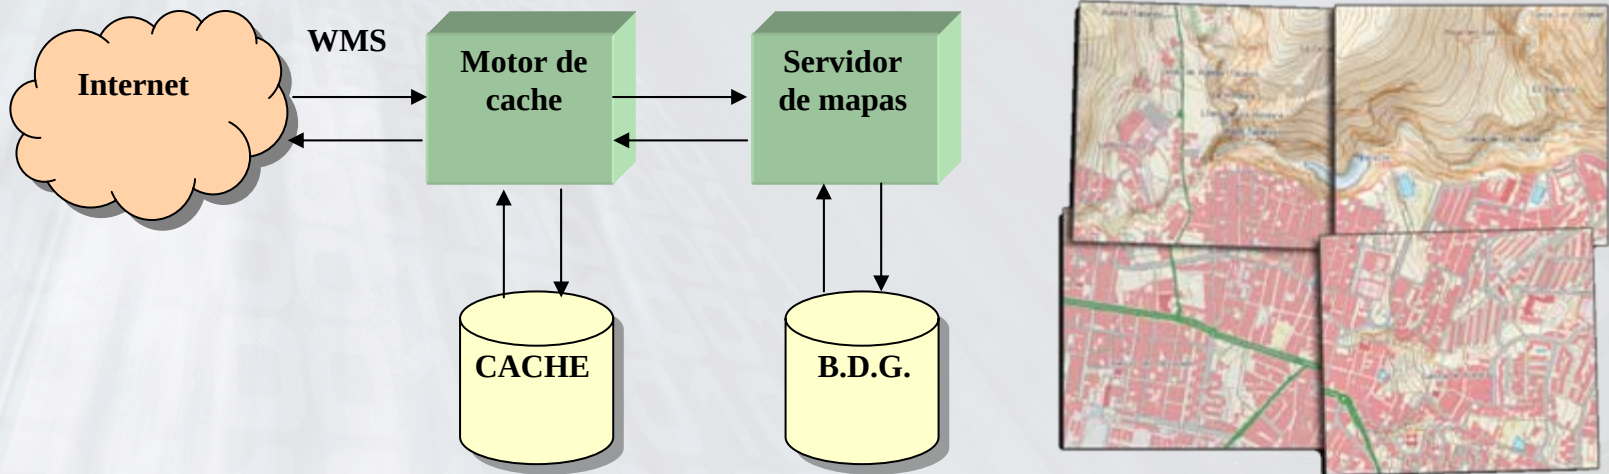 WMS
Internet
Motor de
cache
Servidor
de mapas
CACHE
B.D.G.